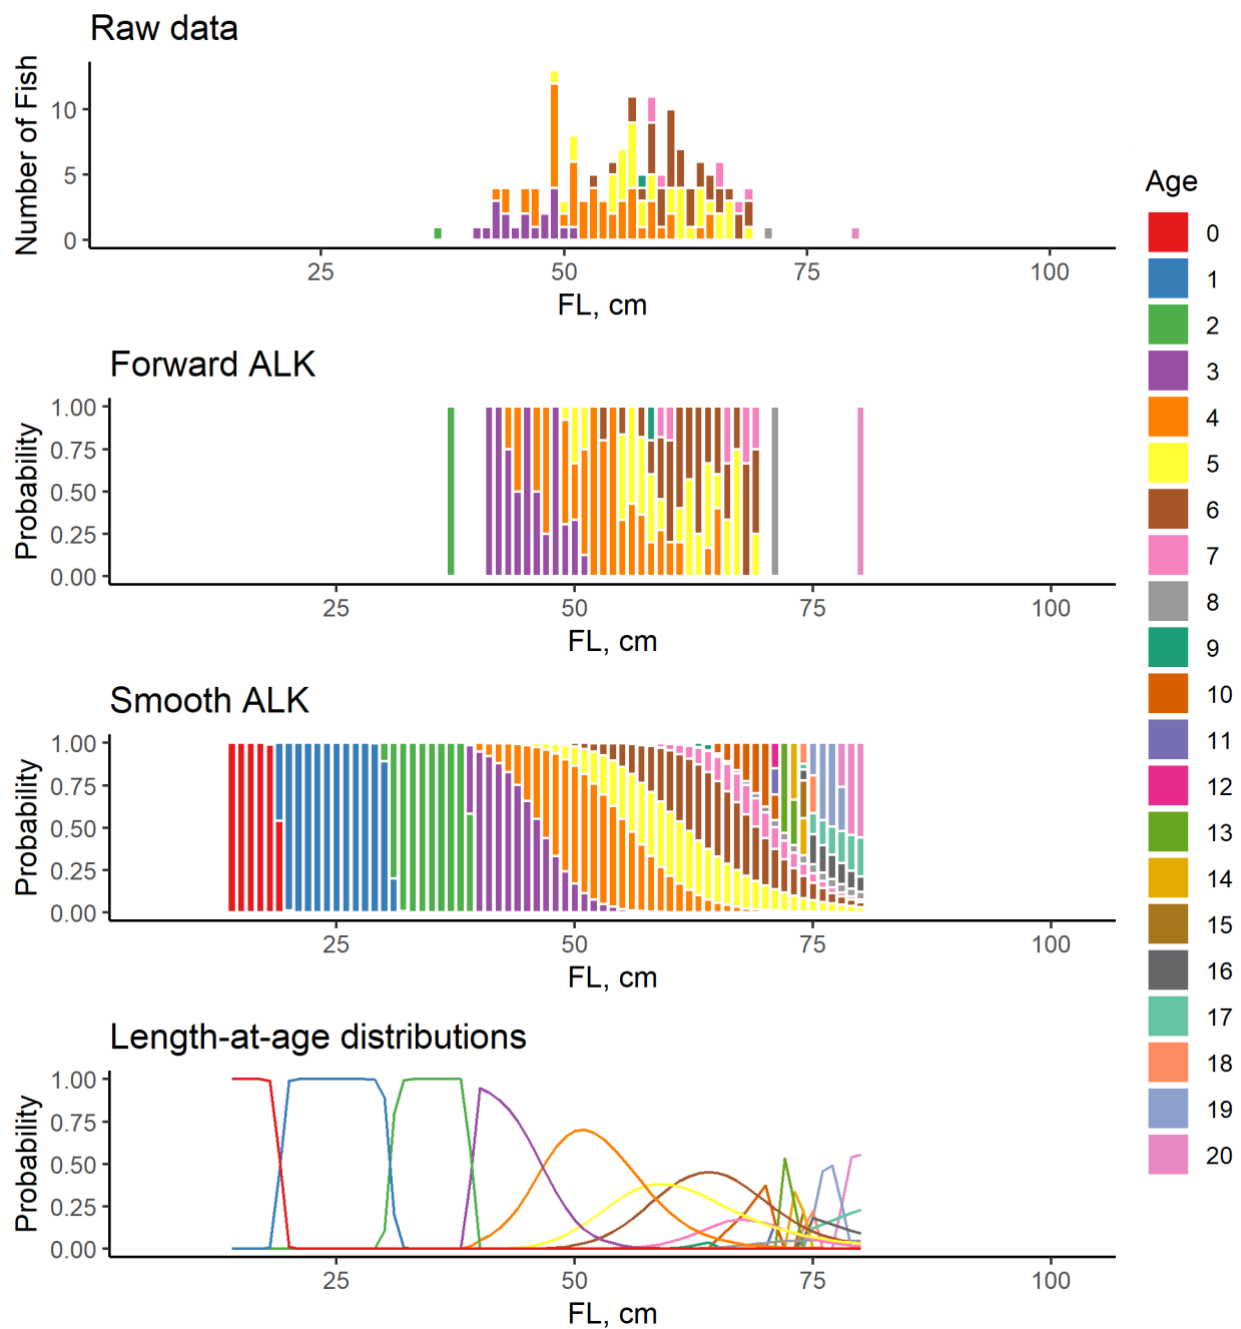 Raw data
Number of Fish
10
5
0
25 50 75 100
FL, cm
Forward ALK
Probability
1.00
0.75
0.50
0.25
0.00
25 50 75 100
FL, cm
Smooth ALK
Probability
1.00
0.75
0.50
0.25
0.00
25 50 75 100
FL, cm
Length-at-age distributions
Probability
1.00
0.75
0.50
0.25
0.00
25 50 75 100
FL, cm
Age
0
1
2
3
4
5
6
7
8
9
10
11
12
13
14
15
16
17
18
19
20